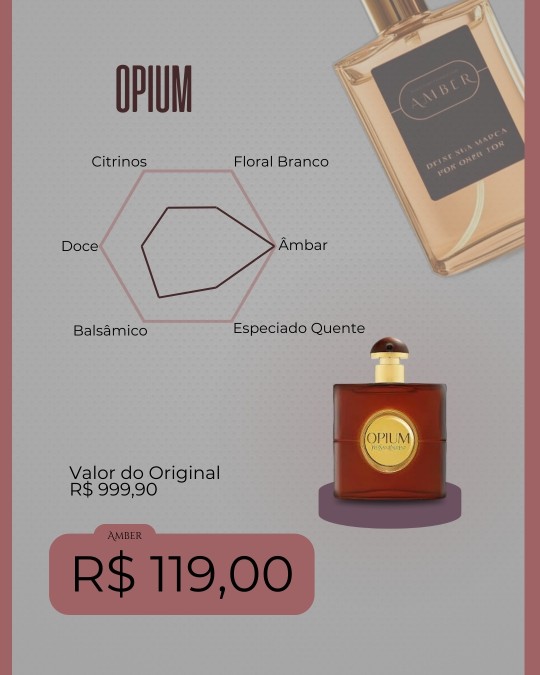 AMBER
DEIXE SUA MARCA
POR ONDE FOR
OPIUM
Citrinos
Floral Branco
Doce
Âmbar
Balsâmico
Especiado Quente
OPIUM
Valor do Original
R$ 999,90
AMBER
R$ 119,00